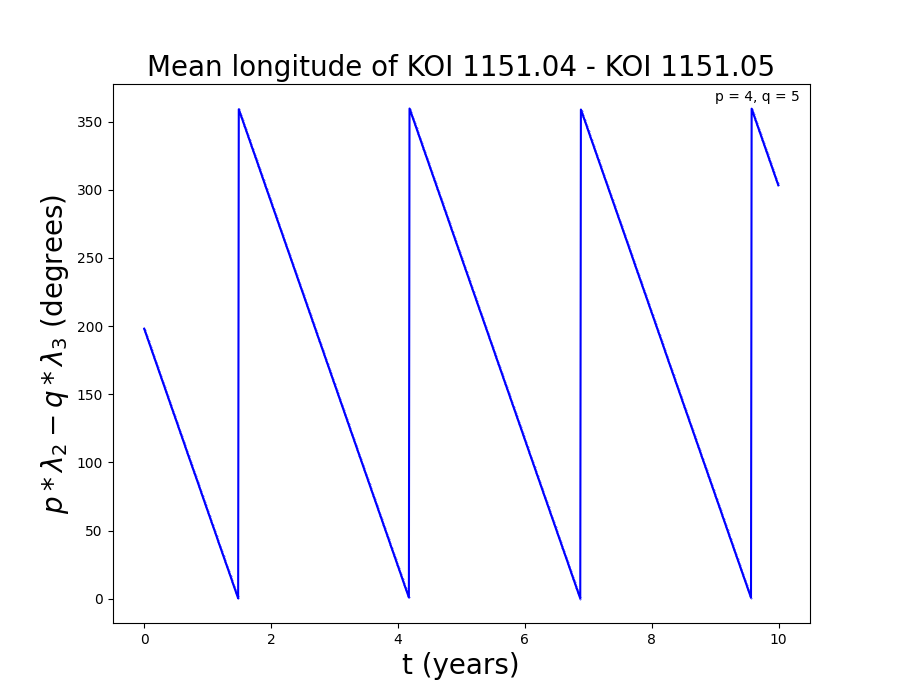 Mean longitude of KOI 1151.04 - KOI 1151.05
p = 4, q = 5
p * λ₂ − q * λ₃ (degrees)
350
300
250
200
150
100
50
0
0 2 4 6 8 10
t (years)